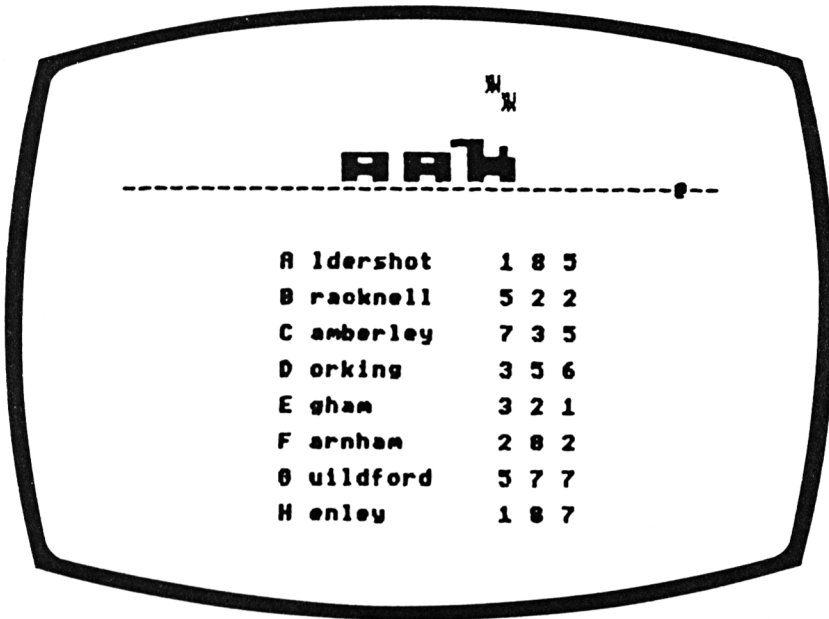 A ldershot 1 8 5
B racknell 5 2 2
C amberley 7 3 5
D orking 3 5 6
E gham 3 2 1
F arnham 2 8 2
G uildford 5 7 7
H enley 1 8 7